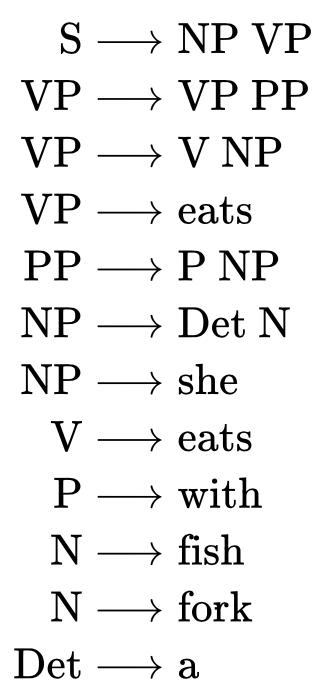 S ⟶ NP VP
VP ⟶ VP PP
VP ⟶ V NP
VP ⟶ eats
PP ⟶ P NP
NP ⟶ Det N
NP ⟶ she
V ⟶ eats
P ⟶ with
N ⟶ fish
N ⟶ fork
Det ⟶ a